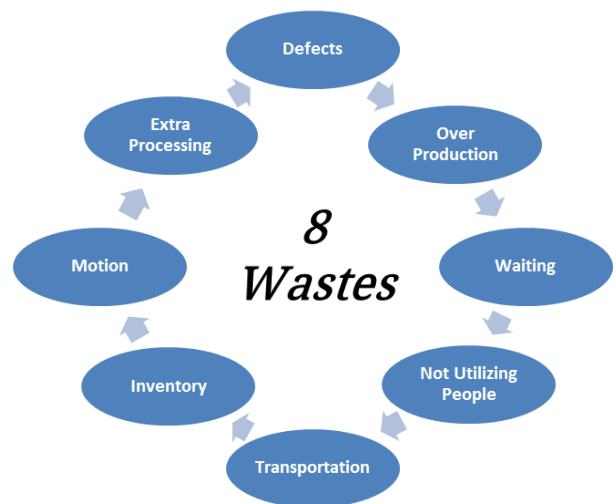 Defects
Over
Production
Waiting
Not Utilizing
People
Transportation
Inventory
Motion
Extra
Processing
8
Wastes